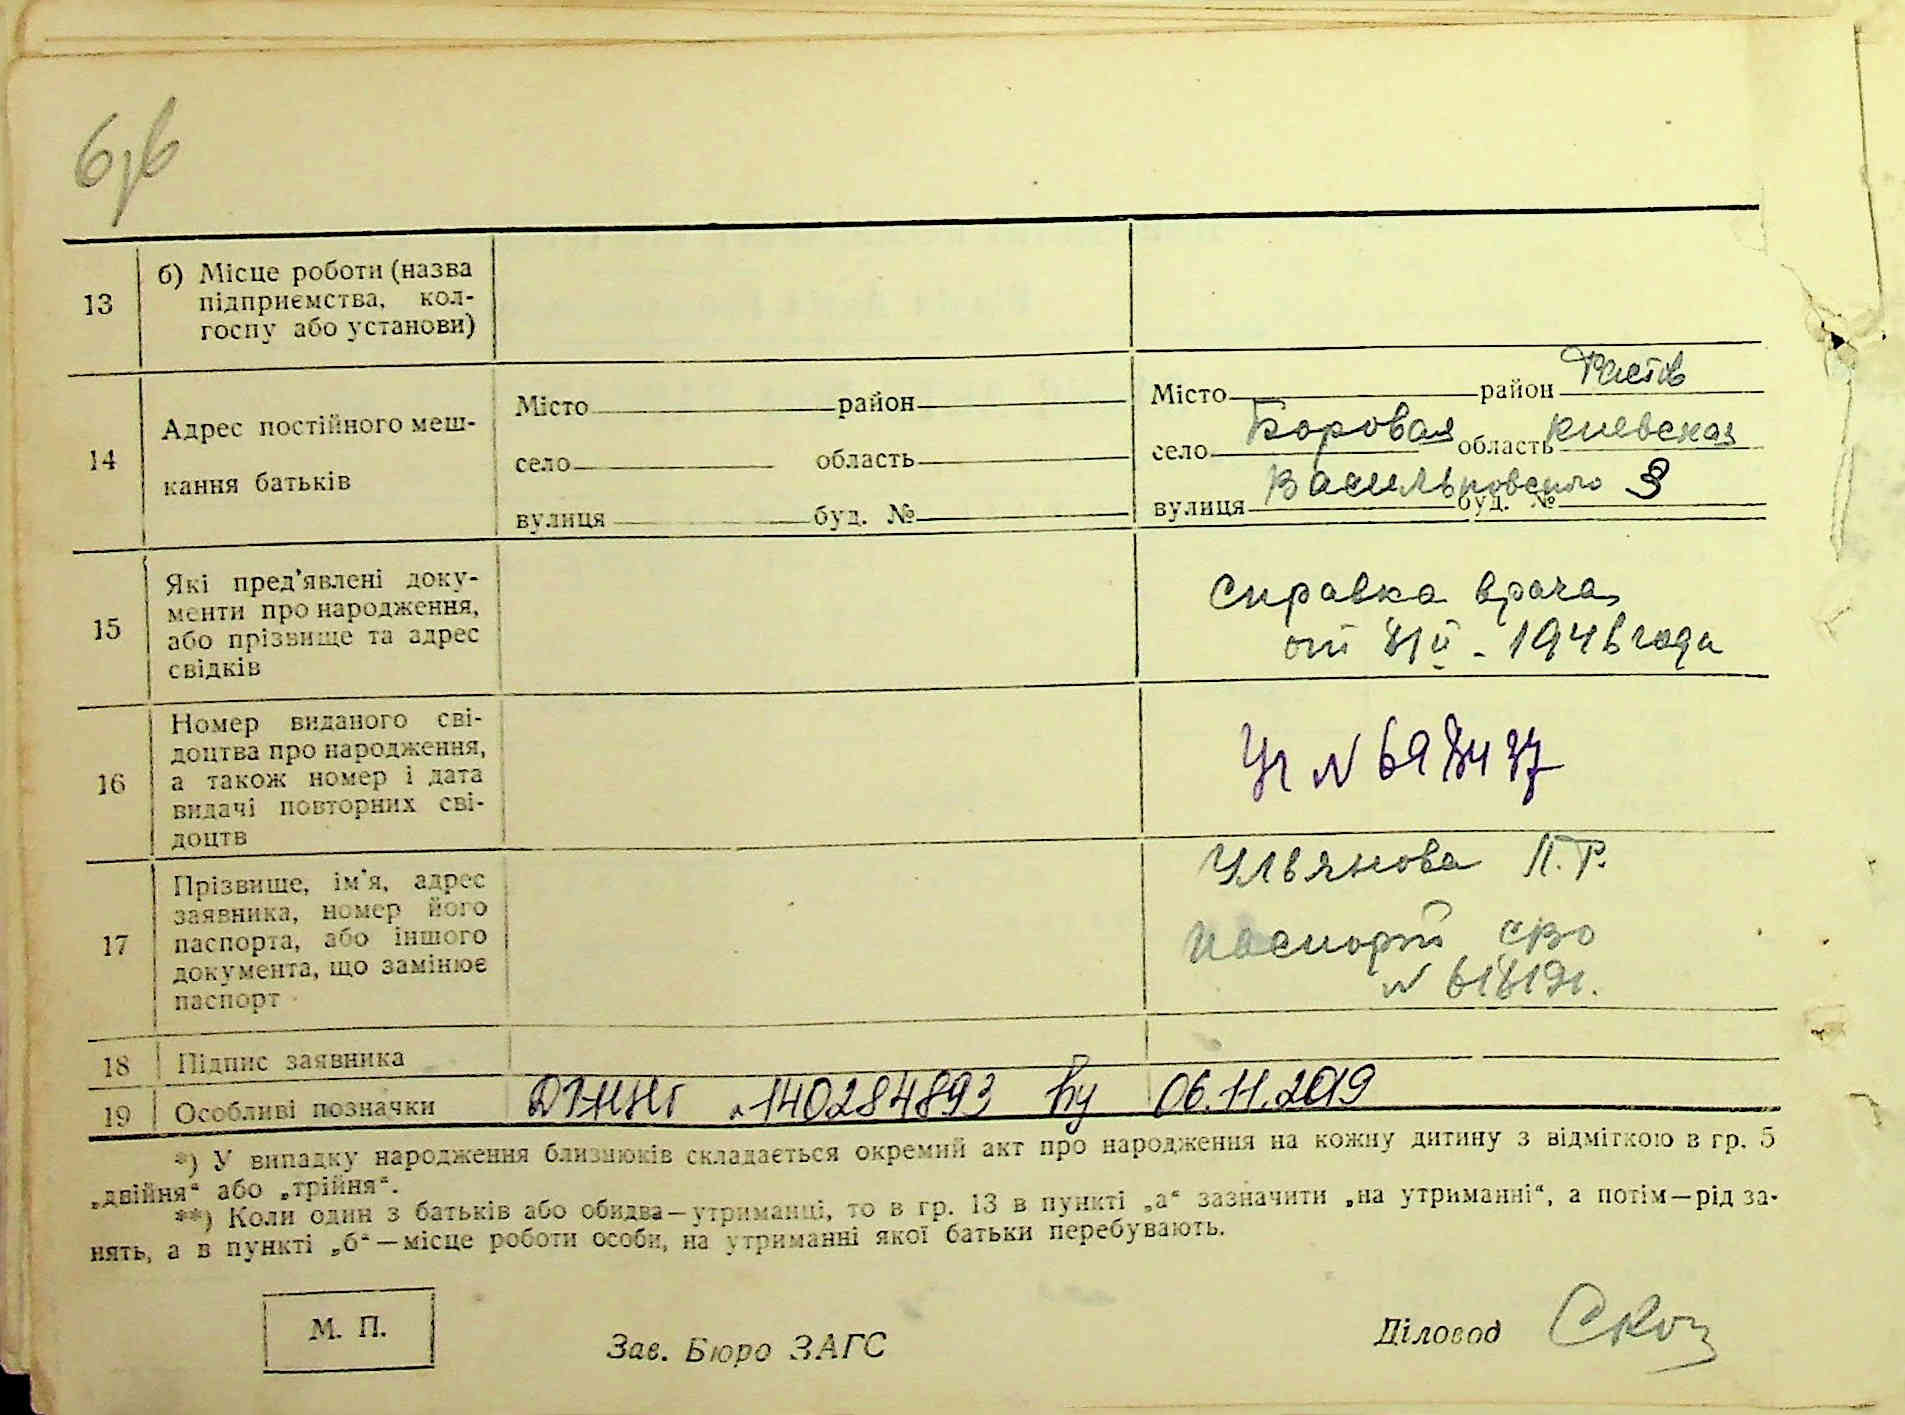 13
б) Місце роботи (назва
підприємства, кол-
госпу або установи)
14
Адрес постійного меш-
кання батьків
Місто район
село область
вулиця буд. №
Місто район
село Боровая область Киевская
вулиця буд. №
15
Які пред'явлені доку-
менти про народження,
або прізвище та адрес
свідків
Справка врача
от 1946 года
16
Номер виданого сві-
доцтва про народження,
а також номер і дата
видачі повторних сві-
доцтв
17
Прізвище, ім'я, адрес
заявника, номер його
паспорта, або іншого
документа, що замінює
паспорт
Ульянова П.Р.
паспорт
18
Підпис заявника
19
Особливі позначки
140284893 06.11.2019
*) У випадку народження близнюків складається окремий акт про народження на кожну дитину з відміткою в гр. 5
„двійня“ або „трійня“.
**) Коли один з батьків або обидва—утриманці, то в гр. 13 в пункті „а“ зазначити „на утриманні“, а потім—рід за-
нять, а в пункті „б“—місце роботи особи, на утриманні якої батьки перебувають.
М. П.
Зав. Бюро ЗАГС
Діловод